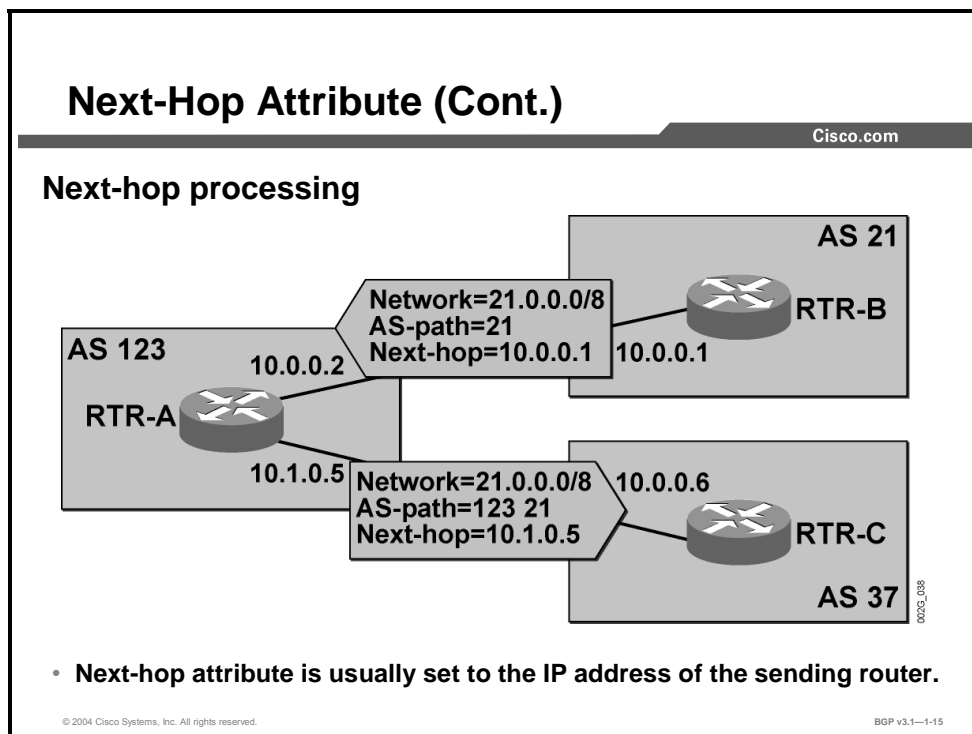 Next-Hop Attribute (Cont.)
Cisco.com
Next-hop processing
AS 21
Network=21.0.0.0/8
AS-path=21
Next-hop=10.0.0.1
10.0.0.1
RTR-B
AS 123
10.0.0.2
RTR-A
10.1.0.5
Network=21.0.0.0/8
AS-path=123 21
Next-hop=10.1.0.5
10.0.0.6
RTR-C
AS 37
002G_038
• Next-hop attribute is usually set to the IP address of the sending router.
© 2004 Cisco Systems, Inc. All rights reserved.
BGP v3.1—1-15